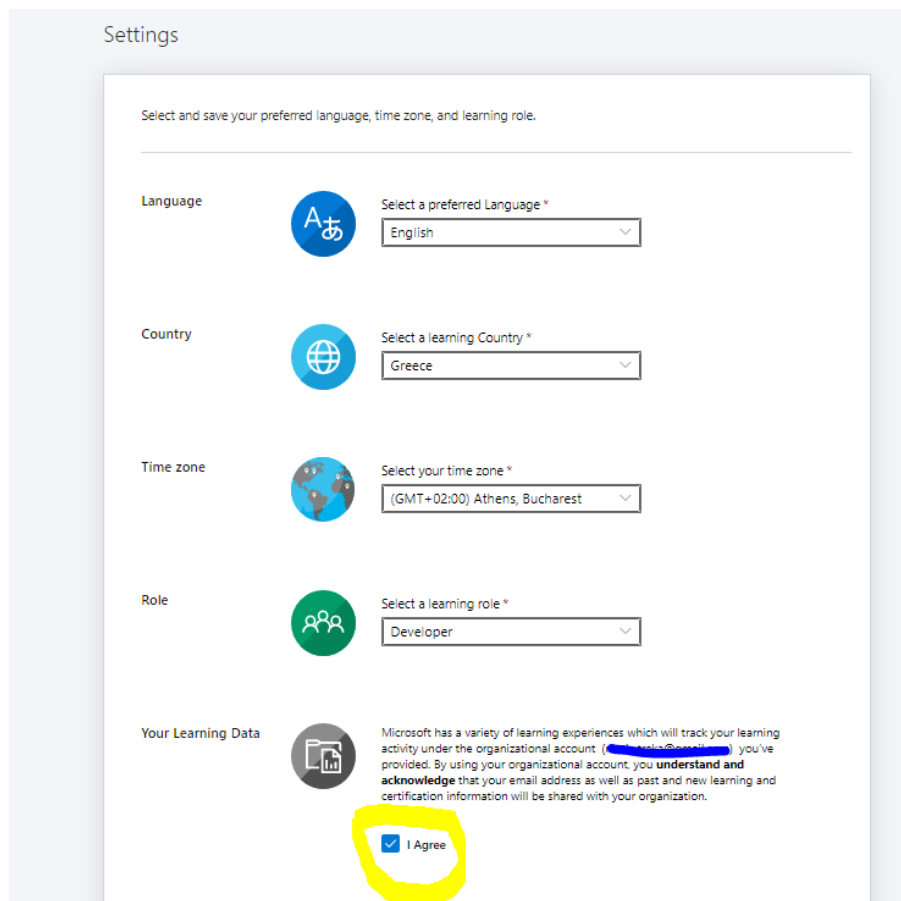 Settings
Select and save your preferred language, time zone, and learning role.
Language
Aあ
Select a preferred Language *
English
Country
Select a learning Country *
Greece
Time zone
Select your time zone *
(GMT+02:00) Athens, Bucharest
Role
Select a learning role *
Developer
Your Learning Data
Microsoft has a variety of learning experiences which will track your learning
activity under the organizational account ( ) you've
provided. By using your organizational account, you understand and
acknowledge that your email address as well as past and new learning and
certification information will be shared with your organization.
I Agree